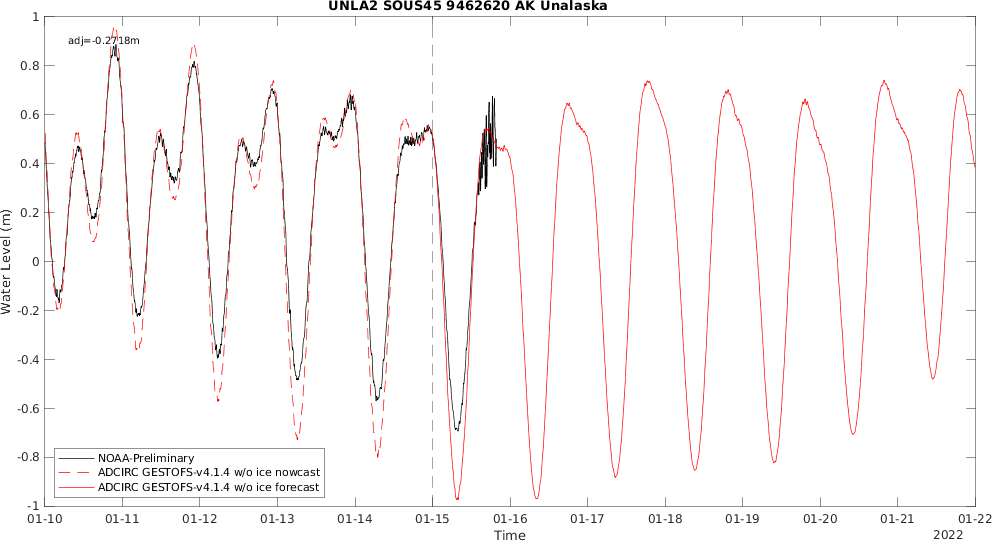 UNLA2 SOUS45 9462620 AK Unalaska
adj=-0.2718m
Water Level (m)
1
0.8
0.6
0.4
0.2
0
-0.2
-0.4
-0.6
-0.8
-1
NOAA-Preliminary
ADCIRC GESTOFS-v4.1.4 w/o ice nowcast
ADCIRC GESTOFS-v4.1.4 w/o ice forecast
01-10 01-11 01-12 01-13 01-14 01-15 01-16 01-17 01-18 01-19 01-20 01-21 01-22
Time
2022